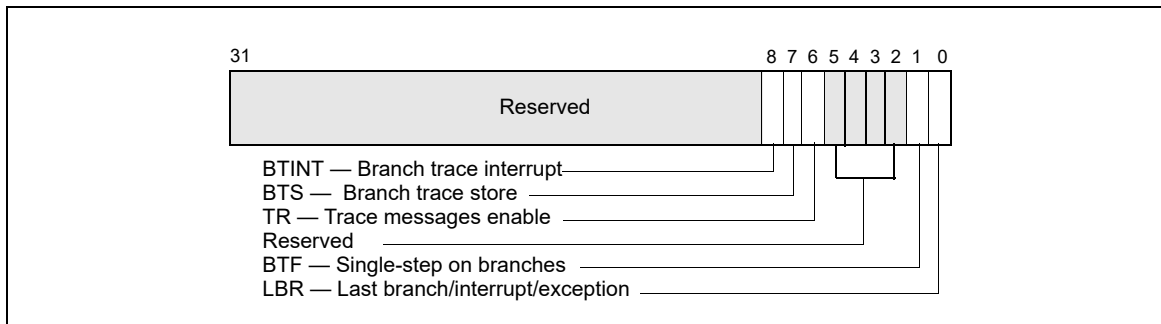 31 8 7 6 5 4 3 2 1 0
Reserved
BTINT — Branch trace interrupt
BTS — Branch trace store
TR — Trace messages enable
Reserved
BTF — Single-step on branches
LBR — Last branch/interrupt/exception